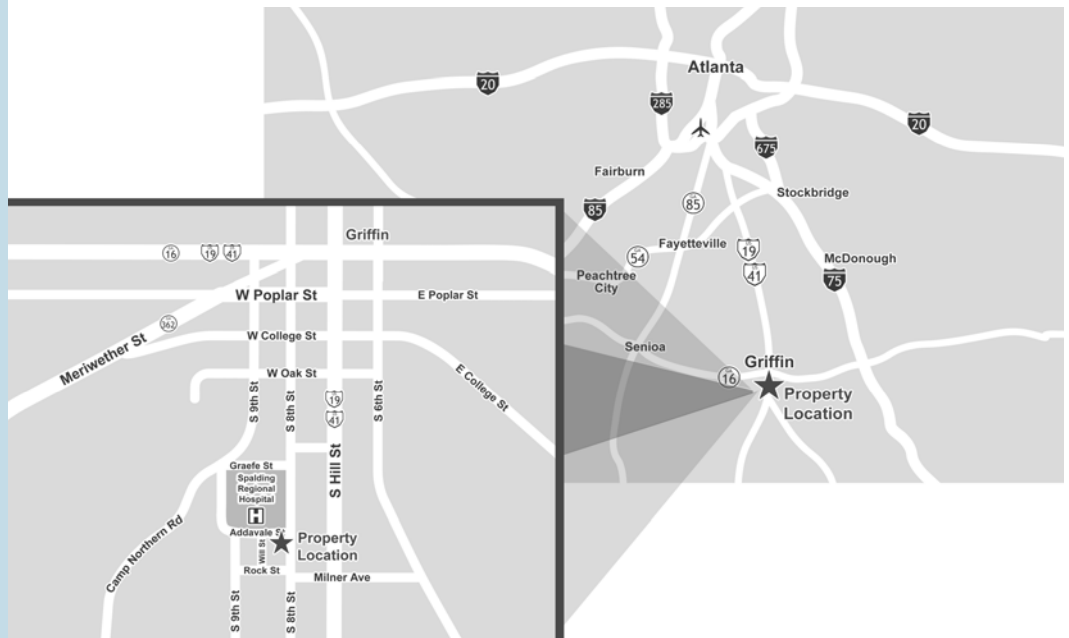 Atlanta
20
285
20
675
Fairburn
Stockbridge
85
85
Fayetteville
19
54
41
McDonough
75
Peachtree
City
Senioa
Griffin
16
Property
Location
Griffin
16
19
41
W Poplar St
E Poplar St
362
Meriwether St
W College St
E College St
W Oak St
S 9th St
S 8th St
S 6th St
19
41
S Hill St
Graefe St
Spalding
Regional
Hospital
H
Addavale St
Will St
Property
Location
Camp Northern Rd
Rock St
Milner Ave
S 9th St
S 8th St